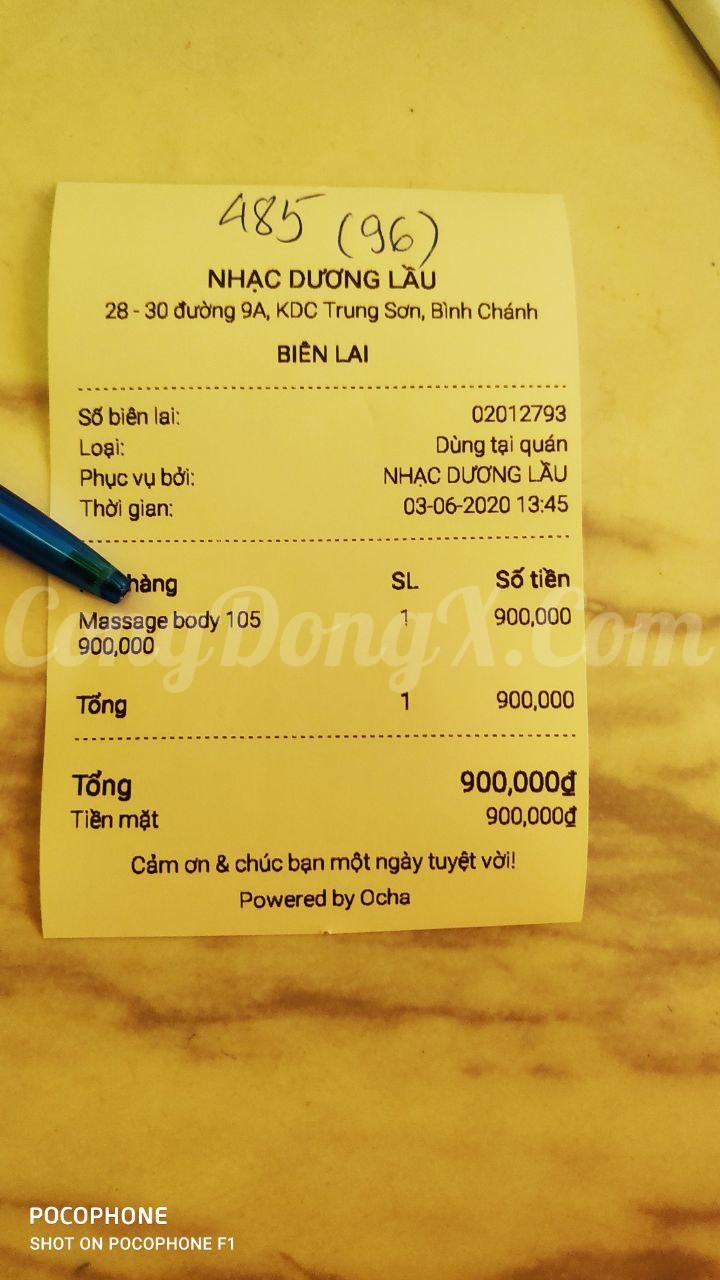 485 (96)
NHẠC DƯƠNG LẦU
28 - 30 đường 9A, KDC Trung Sơn, Bình Chánh
BIÊN LAI
Số biên lai: 02012793
Loại: Dùng tại quán
Phục vụ bởi: NHẠC DƯƠNG LẦU
Thời gian: 03-06-2020 13:45
hàng SL Số tiền
Massage body 105 1 900,000
900,000
CongDongX.Com
Tổng 1 900,000
Tổng 900,000₫
Tiền mặt 900,000₫
Cảm ơn & chúc bạn một ngày tuyệt vời!
Powered by Ocha
POCOPHONE
SHOT ON POCOPHONE F1